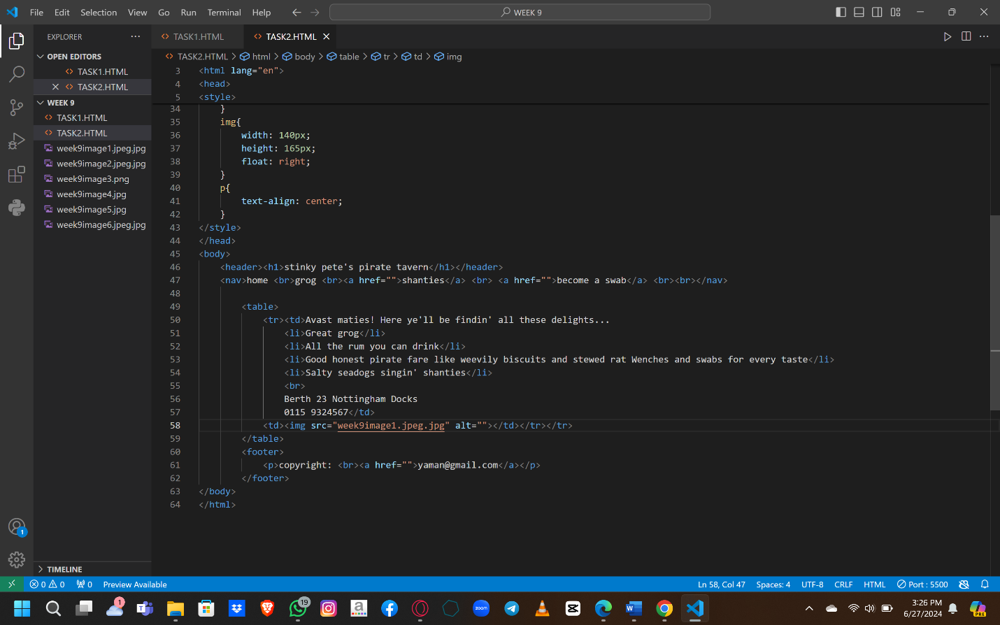 File Edit Selection View Go Run Terminal Help
WEEK 9
EXPLORER
TASK1.HTML
TASK2.HTML
OPEN EDITORS
TASK1.HTML
TASK2.HTML
WEEK 9
TASK1.HTML
TASK2.HTML
week9image1.jpeg.jpg
week9image2.jpeg.jpg
week9image3.png
week9image4.jpg
week9image5.jpg
week9image6.jpeg.jpg
TIMELINE
TASK2.HTML > html > body > table > tr > td > img
3 <html lang="en">
4 <head>
5 <style>
34 }
35 img{
36 width: 140px;
37 height: 165px;
38 float: right;
39 }
40 p{
41 text-align: center;
42 }
43 </style>
44 </head>
45 <body>
46 <header><h1>stinky pete's pirate tavern</h1></header>
47 <nav>home <br>grog <br><a href="">shanties</a> <br> <a href="">become a swab</a> <br><br></nav>
48
49 <table>
50 <tr><td>Avast maties! Here ye'll be findin' all these delights...
51 <li>Great grog</li>
52 <li>All the rum you can drink</li>
53 <li>Good honest pirate fare like weevily biscuits and stewed rat Wenches and swabs for every taste</li>
54 <li>Salty seadogs singin' shanties</li>
55 <br>
56 Berth 23 Nottingham Docks
57 0115 9324567</td>
58 <td><img src="week9image1.jpeg.jpg" alt=""></td></tr></tr>
59 </table>
60 <footer>
61 <p>copyright: <br><a href="">yaman@gmail.com</a></p>
62 </footer>
63 </body>
64 </html>
1
0 0 0 Preview Available
Ln 58, Col 47 Spaces: 4 UTF-8 CRLF HTML Port : 5500
1
19
a
zoom
3:26 PM
6/27/2024
PRE